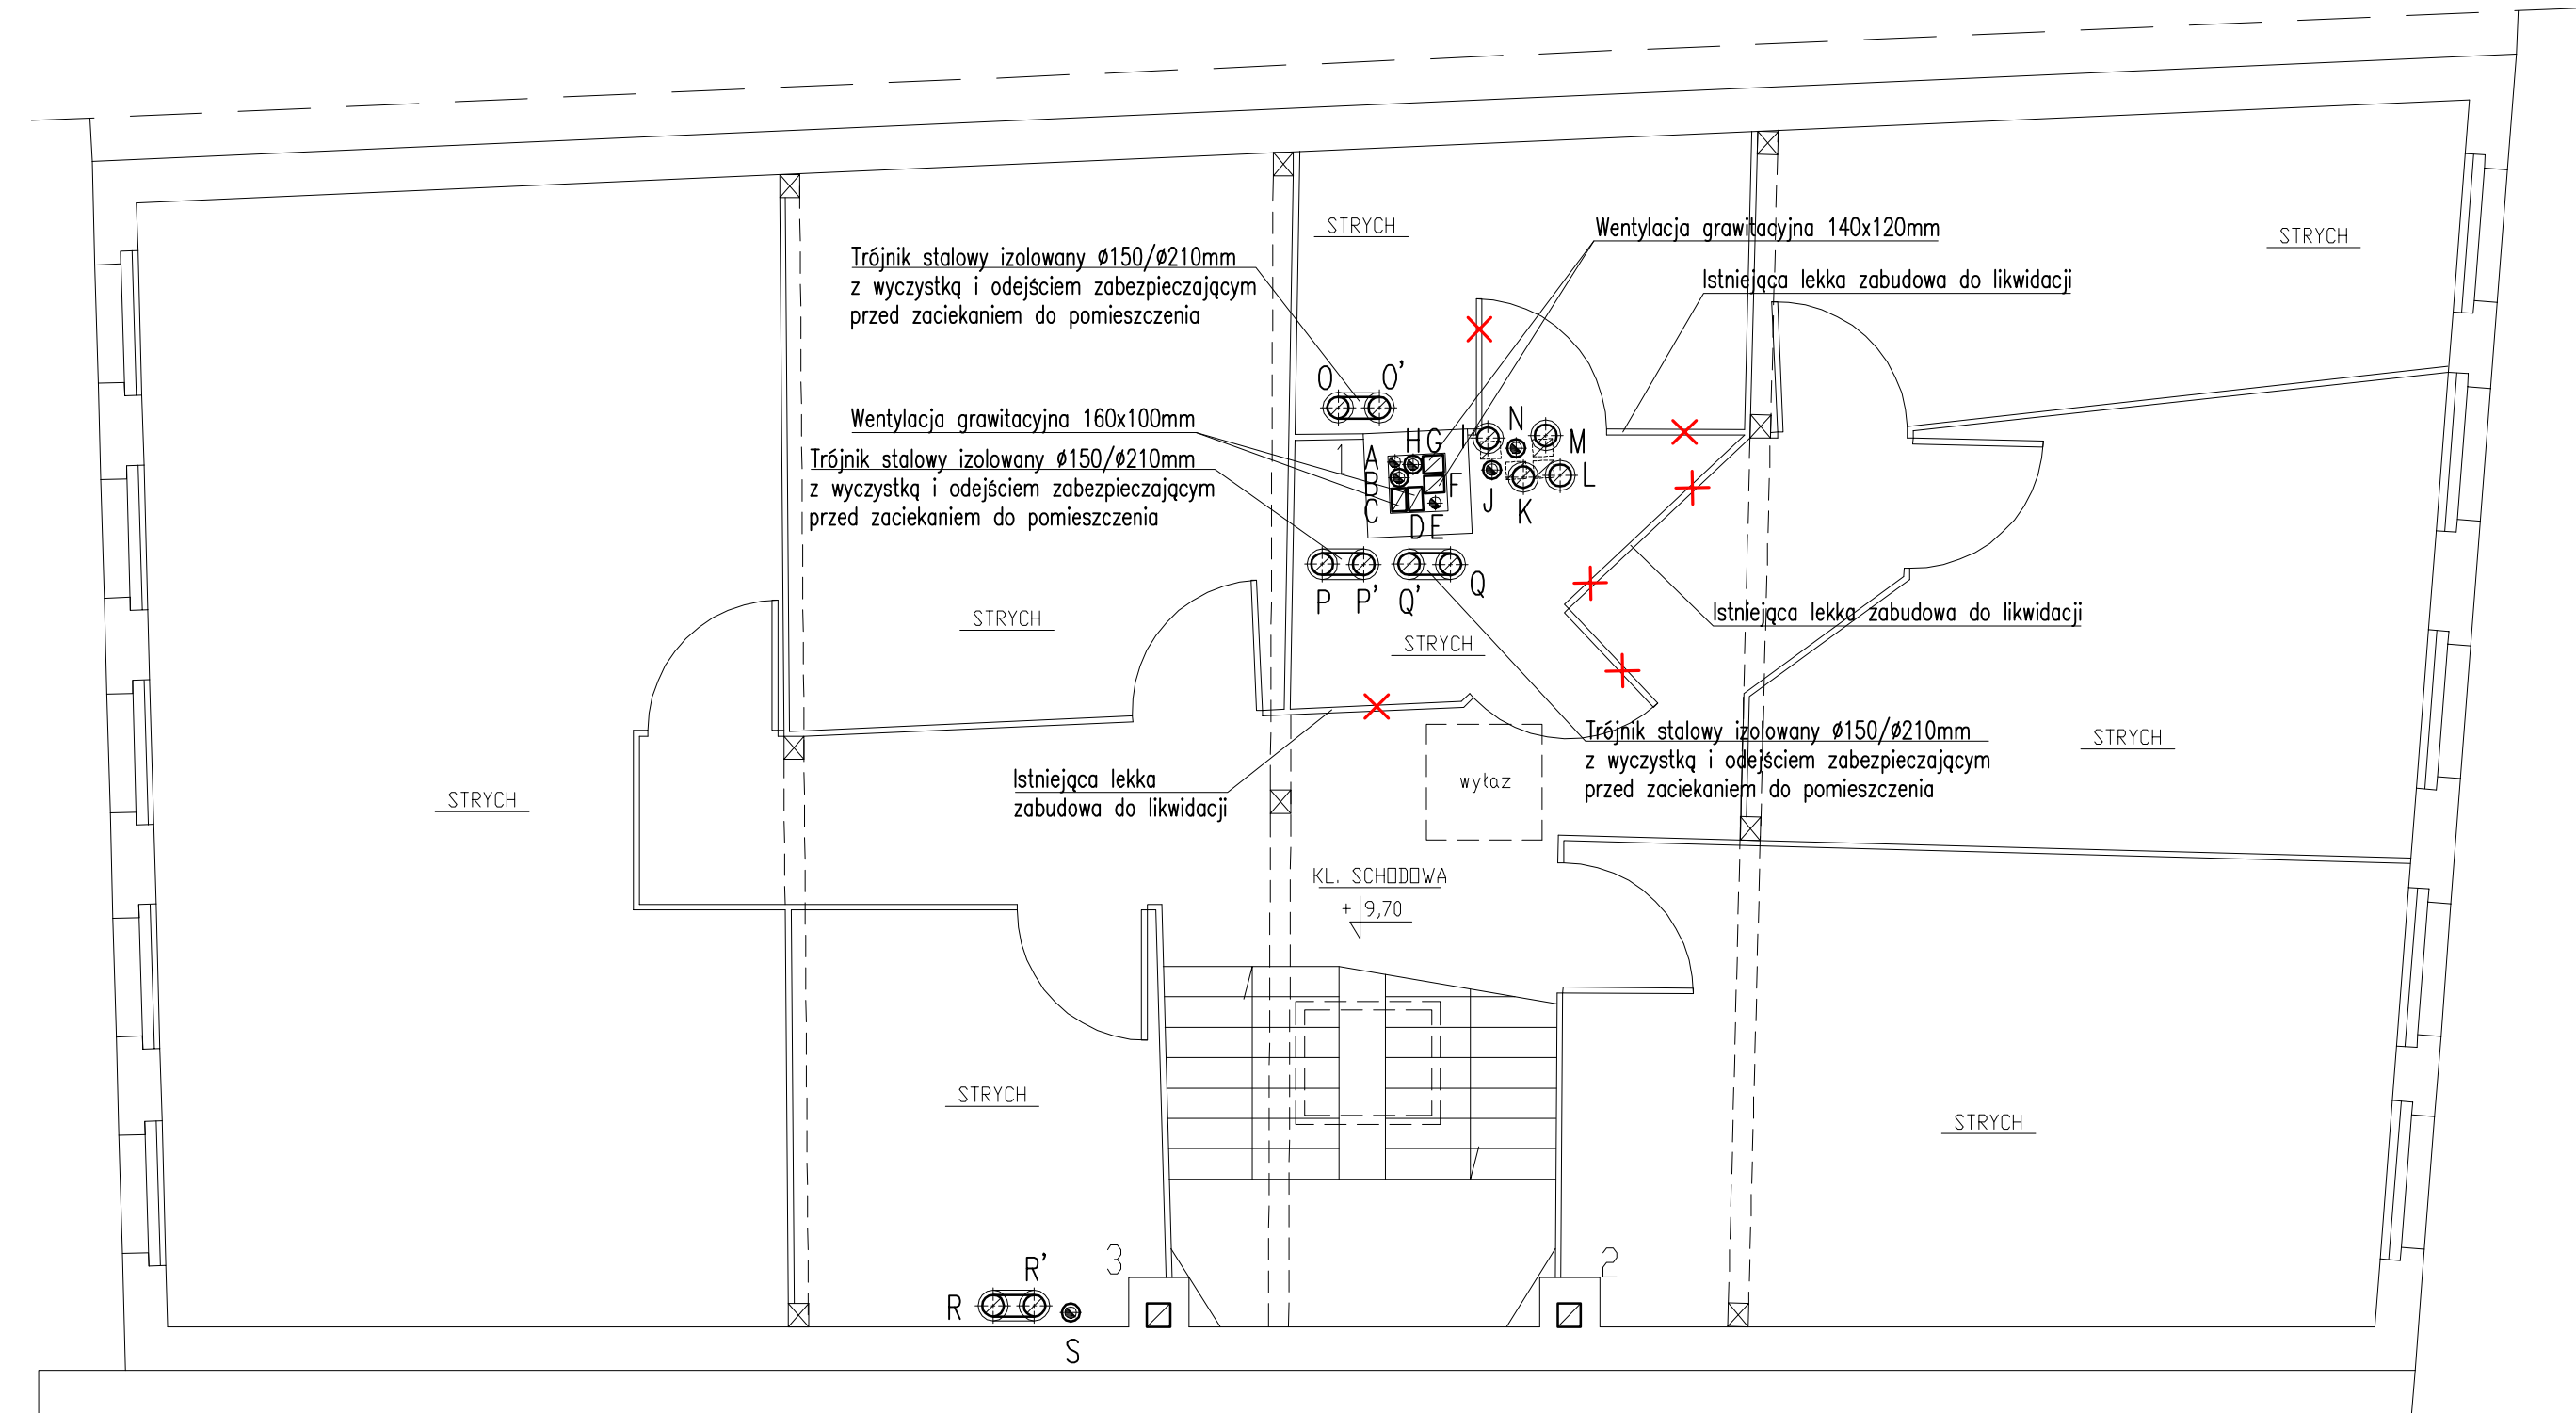 STRYCH
Wentylacja grawitacyjna 140x120mm
STRYCH
Trójnik stalowy izolowany ø150/ø210mm
z wyczystką i odejściem zabezpieczającym
przed zaciekaniem do pomieszczenia
Istniejąca lekka zabudowa do likwidacji
O
O'
Wentylacja grawitacyjna 160x100mm
N
I
M
H
G
1
A
Trójnik stalowy izolowany ø150/ø210mm
z wyczystką i odejściem zabezpieczającym
przed zaciekaniem do pomieszczenia
B
F
L
C
J
K
D
E
P
P'
Q'
Q
STRYCH
STRYCH
Istniejąca lekka zabudowa do likwidacji
Trójnik stalowy izolowany ø150/ø210mm
z wyczystką i odejściem zabezpieczającym
przed zaciekaniem do pomieszczenia
STRYCH
Istniejąca lekka
zabudowa do likwidacji
wyłaz
STRYCH
KL. SCHODOWA
+ 9,70
STRYCH
STRYCH
3
2
R'
R
S